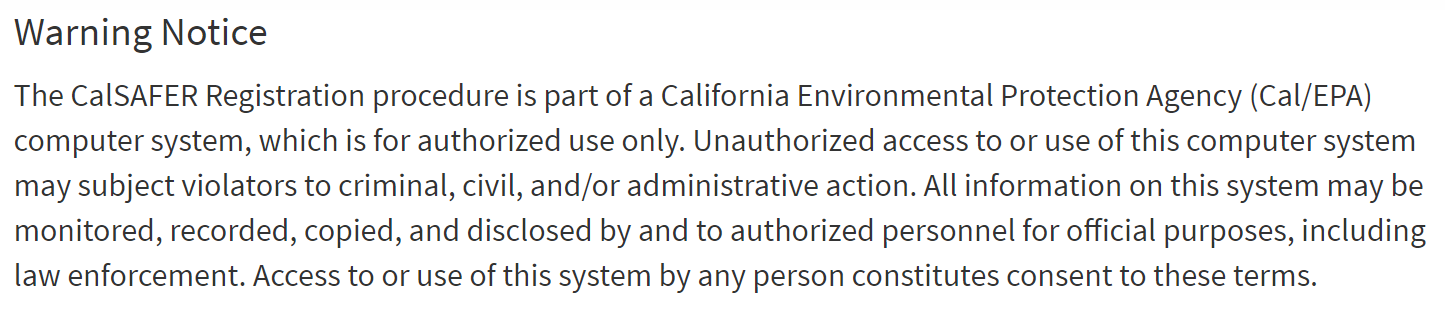 Warning Notice
The CalSAFER Registration procedure is part of a California Environmental Protection Agency (Cal/EPA)
computer system, which is for authorized use only. Unauthorized access to or use of this computer system
may subject violators to criminal, civil, and/or administrative action. All information on this system may be
monitored, recorded, copied, and disclosed by and to authorized personnel for official purposes, including
law enforcement. Access to or use of this system by any person constitutes consent to these terms.